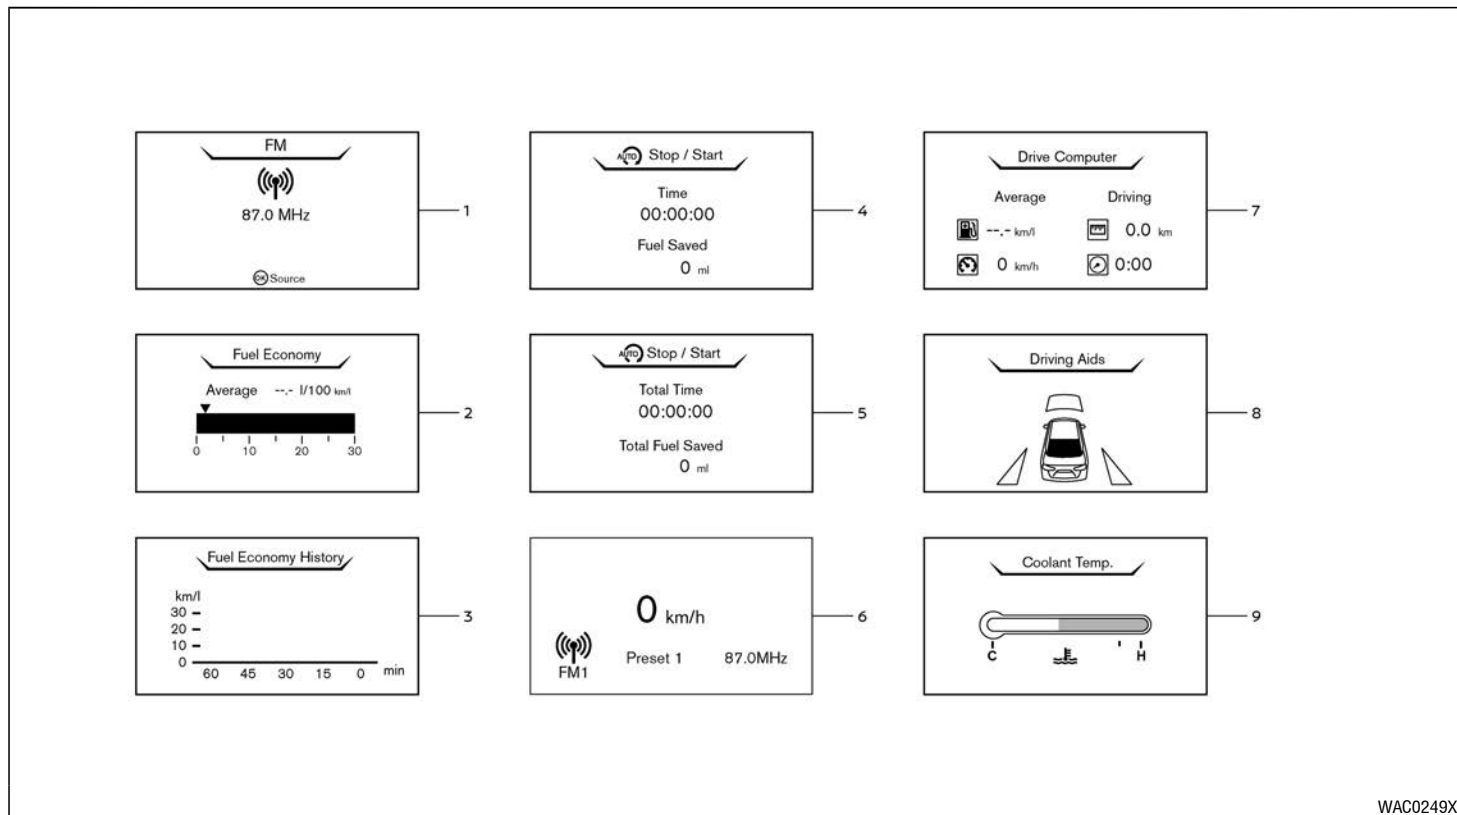 FM
87.0 MHz
OK Source
1
Fuel Economy
Average --.- l/100 km/l
0 10 20 30
2
Fuel Economy History
km/l
30
20
10
0
60 45 30 15 0 min
3
AUTO Stop / Start
Time
00:00:00
Fuel Saved
0 ml
4
AUTO Stop / Start
Total Time
00:00:00
Total Fuel Saved
0 ml
5
0 km/h
Preset 1 87.0MHz
FM1
6
Drive Computer
Average Driving
--.- km/l 0.0 km
0 km/h 0:00
7
Driving Aids
8
Coolant Temp.
C H
9
WAC0249X